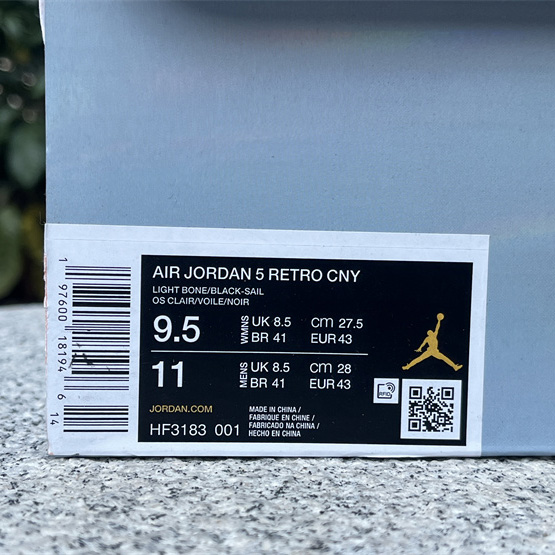 AIR JORDAN 5 RETRO CNY
LIGHT BONE/BLACK-SAIL
OS CLAIR/VOILE/NOIR
9.5 WMNS UK 8.5 CM 27.5
BR 41 EUR 43
11 MENS UK 8.5 CM 28
BR 41 EUR 43
JORDAN.COM
HF3183 001
MADE IN CHINA /
FABRIQUE EN CHINE /
FABRICADO NA CHINA /
HECHO EN CHINA
RFID
1 97600 18194 6 14